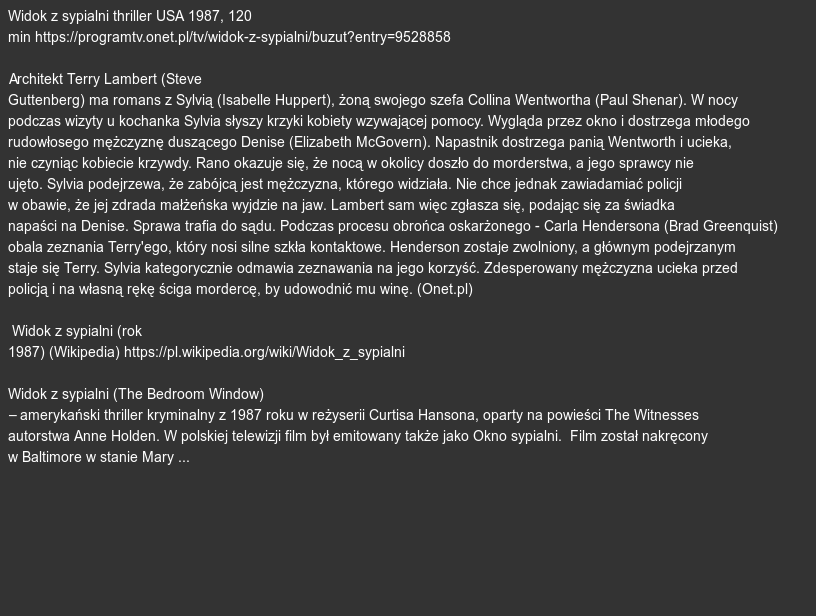 Widok z sypialni thriller USA 1987, 120
min https://programtv.onet.pl/tv/widok-z-sypialni/buzut?entry=9528858
Architekt Terry Lambert (Steve
Guttenberg) ma romans z Sylvią (Isabelle Huppert), żoną swojego szefa Collina Wentwortha (Paul Shenar). W nocy
podczas wizyty u kochanka Sylvia słyszy krzyki kobiety wzywającej pomocy. Wygląda przez okno i dostrzega młodego
rudowłosego mężczyznę duszącego Denise (Elizabeth McGovern). Napastnik dostrzega panią Wentworth i ucieka,
nie czyniąc kobiecie krzywdy. Rano okazuje się, że nocą w okolicy doszło do morderstwa, a jego sprawcy nie
ujęto. Sylvia podejrzewa, że zabójcą jest mężczyzna, którego widziała. Nie chce jednak zawiadamiać policji
w obawie, że jej zdrada małżeńska wyjdzie na jaw. Lambert sam więc zgłasza się, podając się za świadka
napaści na Denise. Sprawa trafia do sądu. Podczas procesu obrońca oskarżonego - Carla Hendersona (Brad Greenquist)
obala zeznania Terry'ego, który nosi silne szkła kontaktowe. Henderson zostaje zwolniony, a głównym podejrzanym
staje się Terry. Sylvia kategorycznie odmawia zeznawania na jego korzyść. Zdesperowany mężczyzna ucieka przed
policją i na własną rękę ściga mordercę, by udowodnić mu winę. (Onet.pl)
Widok z sypialni (rok
1987) (Wikipedia) https://pl.wikipedia.org/wiki/Widok_z_sypialni
Widok z sypialni (The Bedroom Window)
– amerykański thriller kryminalny z 1987 roku w reżyserii Curtisa Hansona, oparty na powieści The Witnesses
autorstwa Anne Holden. W polskiej telewizji film był emitowany także jako Okno sypialni.  Film został nakręcony
w Baltimore w stanie Mary ...